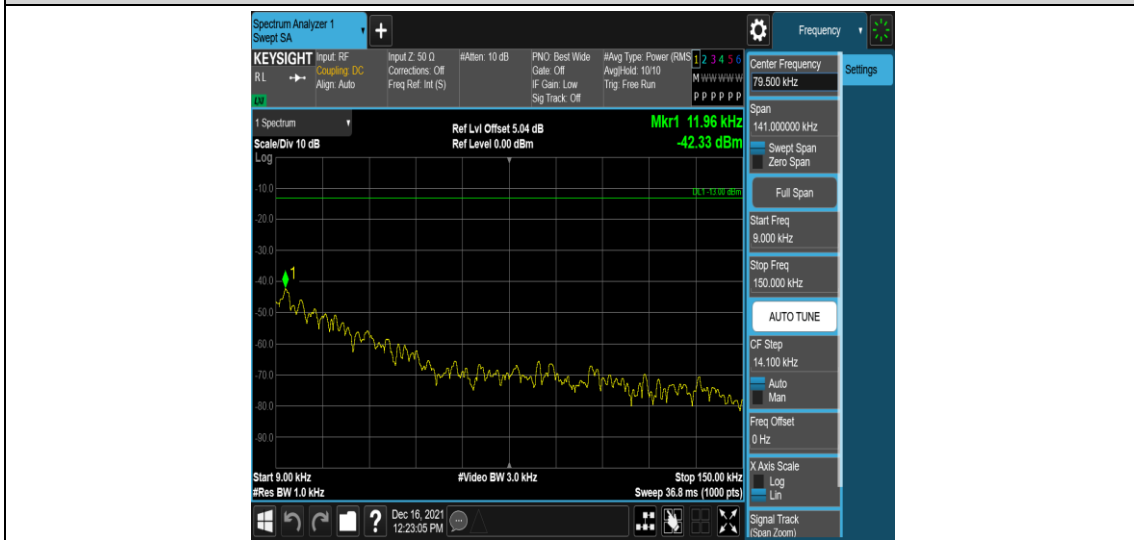 Spectrum Analyzer 1
Swept SA
+
Frequency
KEYSIGHT
RL
LXI
Input: RF
Coupling: DC
Align: Auto
Input Z: 50 Ω
Corrections: Off
Freq Ref: Int (S)
#Atten: 10 dB
PNO: Best Wide
Gate: Off
IF Gain: Low
Sig Track: Off
#Avg Type: Power (RMS
Avg|Hold: 10/10
Trig: Free Run
1 2 3 4 5 6
M W W W W W
P P P P P P
Center Frequency
79.500 kHz
Settings
1 Spectrum
Scale/Div 10 dB
Log
Ref Lvl Offset 5.04 dB
Ref Level 0.00 dBm
Mkr1 11.96 kHz
-42.33 dBm
Span
141.000000 kHz
Swept Span
Zero Span
Full Span
Start Freq
9.000 kHz
Stop Freq
150.000 kHz
AUTO TUNE
CF Step
14.100 kHz
Auto
Man
Freq Offset
0 Hz
X Axis Scale
Log
Lin
Signal Track
(Span Zoom)
DL1 -13.00 dBm
1
-10.0
-20.0
-30.0
-40.0
-50.0
-60.0
-70.0
-80.0
-90.0
Start 9.00 kHz
#Res BW 1.0 kHz
#Video BW 3.0 kHz
Stop 150.00 kHz
Sweep 36.8 ms (1000 pts)
?
Dec 16, 2021
12:23:05 PM